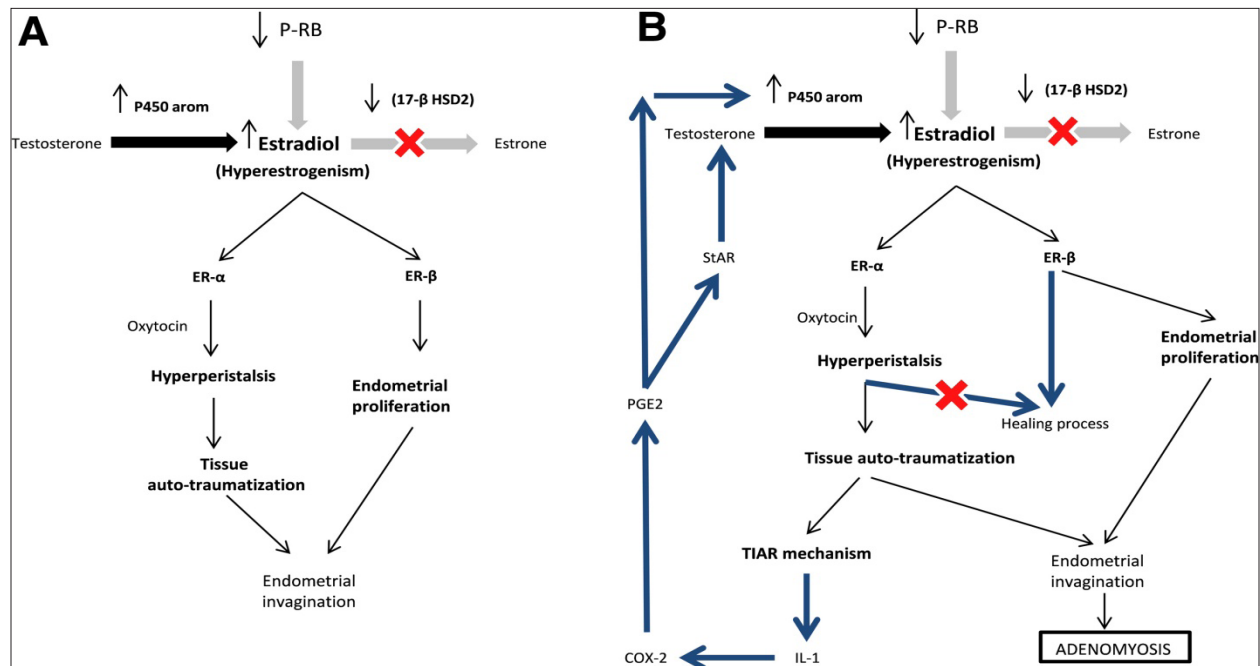 A
P-RB
P450 arom
(17-β HSD2)
Testosterone
Estradiol
Estrone
(Hyperestrogenism)
ER-α
ER-β
Oxytocin
Hyperperistalsis
Endometrial
proliferation
Tissue
auto-traumatization
Endometrial
invagination
B
P-RB
P450 arom
(17-β HSD2)
Testosterone
Estradiol
Estrone
(Hyperestrogenism)
StAR
ER-α
ER-β
Oxytocin
Endometrial
proliferation
Hyperperistalsis
PGE2
Healing process
Tissue auto-traumatization
TIAR mechanism
Endometrial
invagination
COX-2
IL-1
ADENOMYOSIS